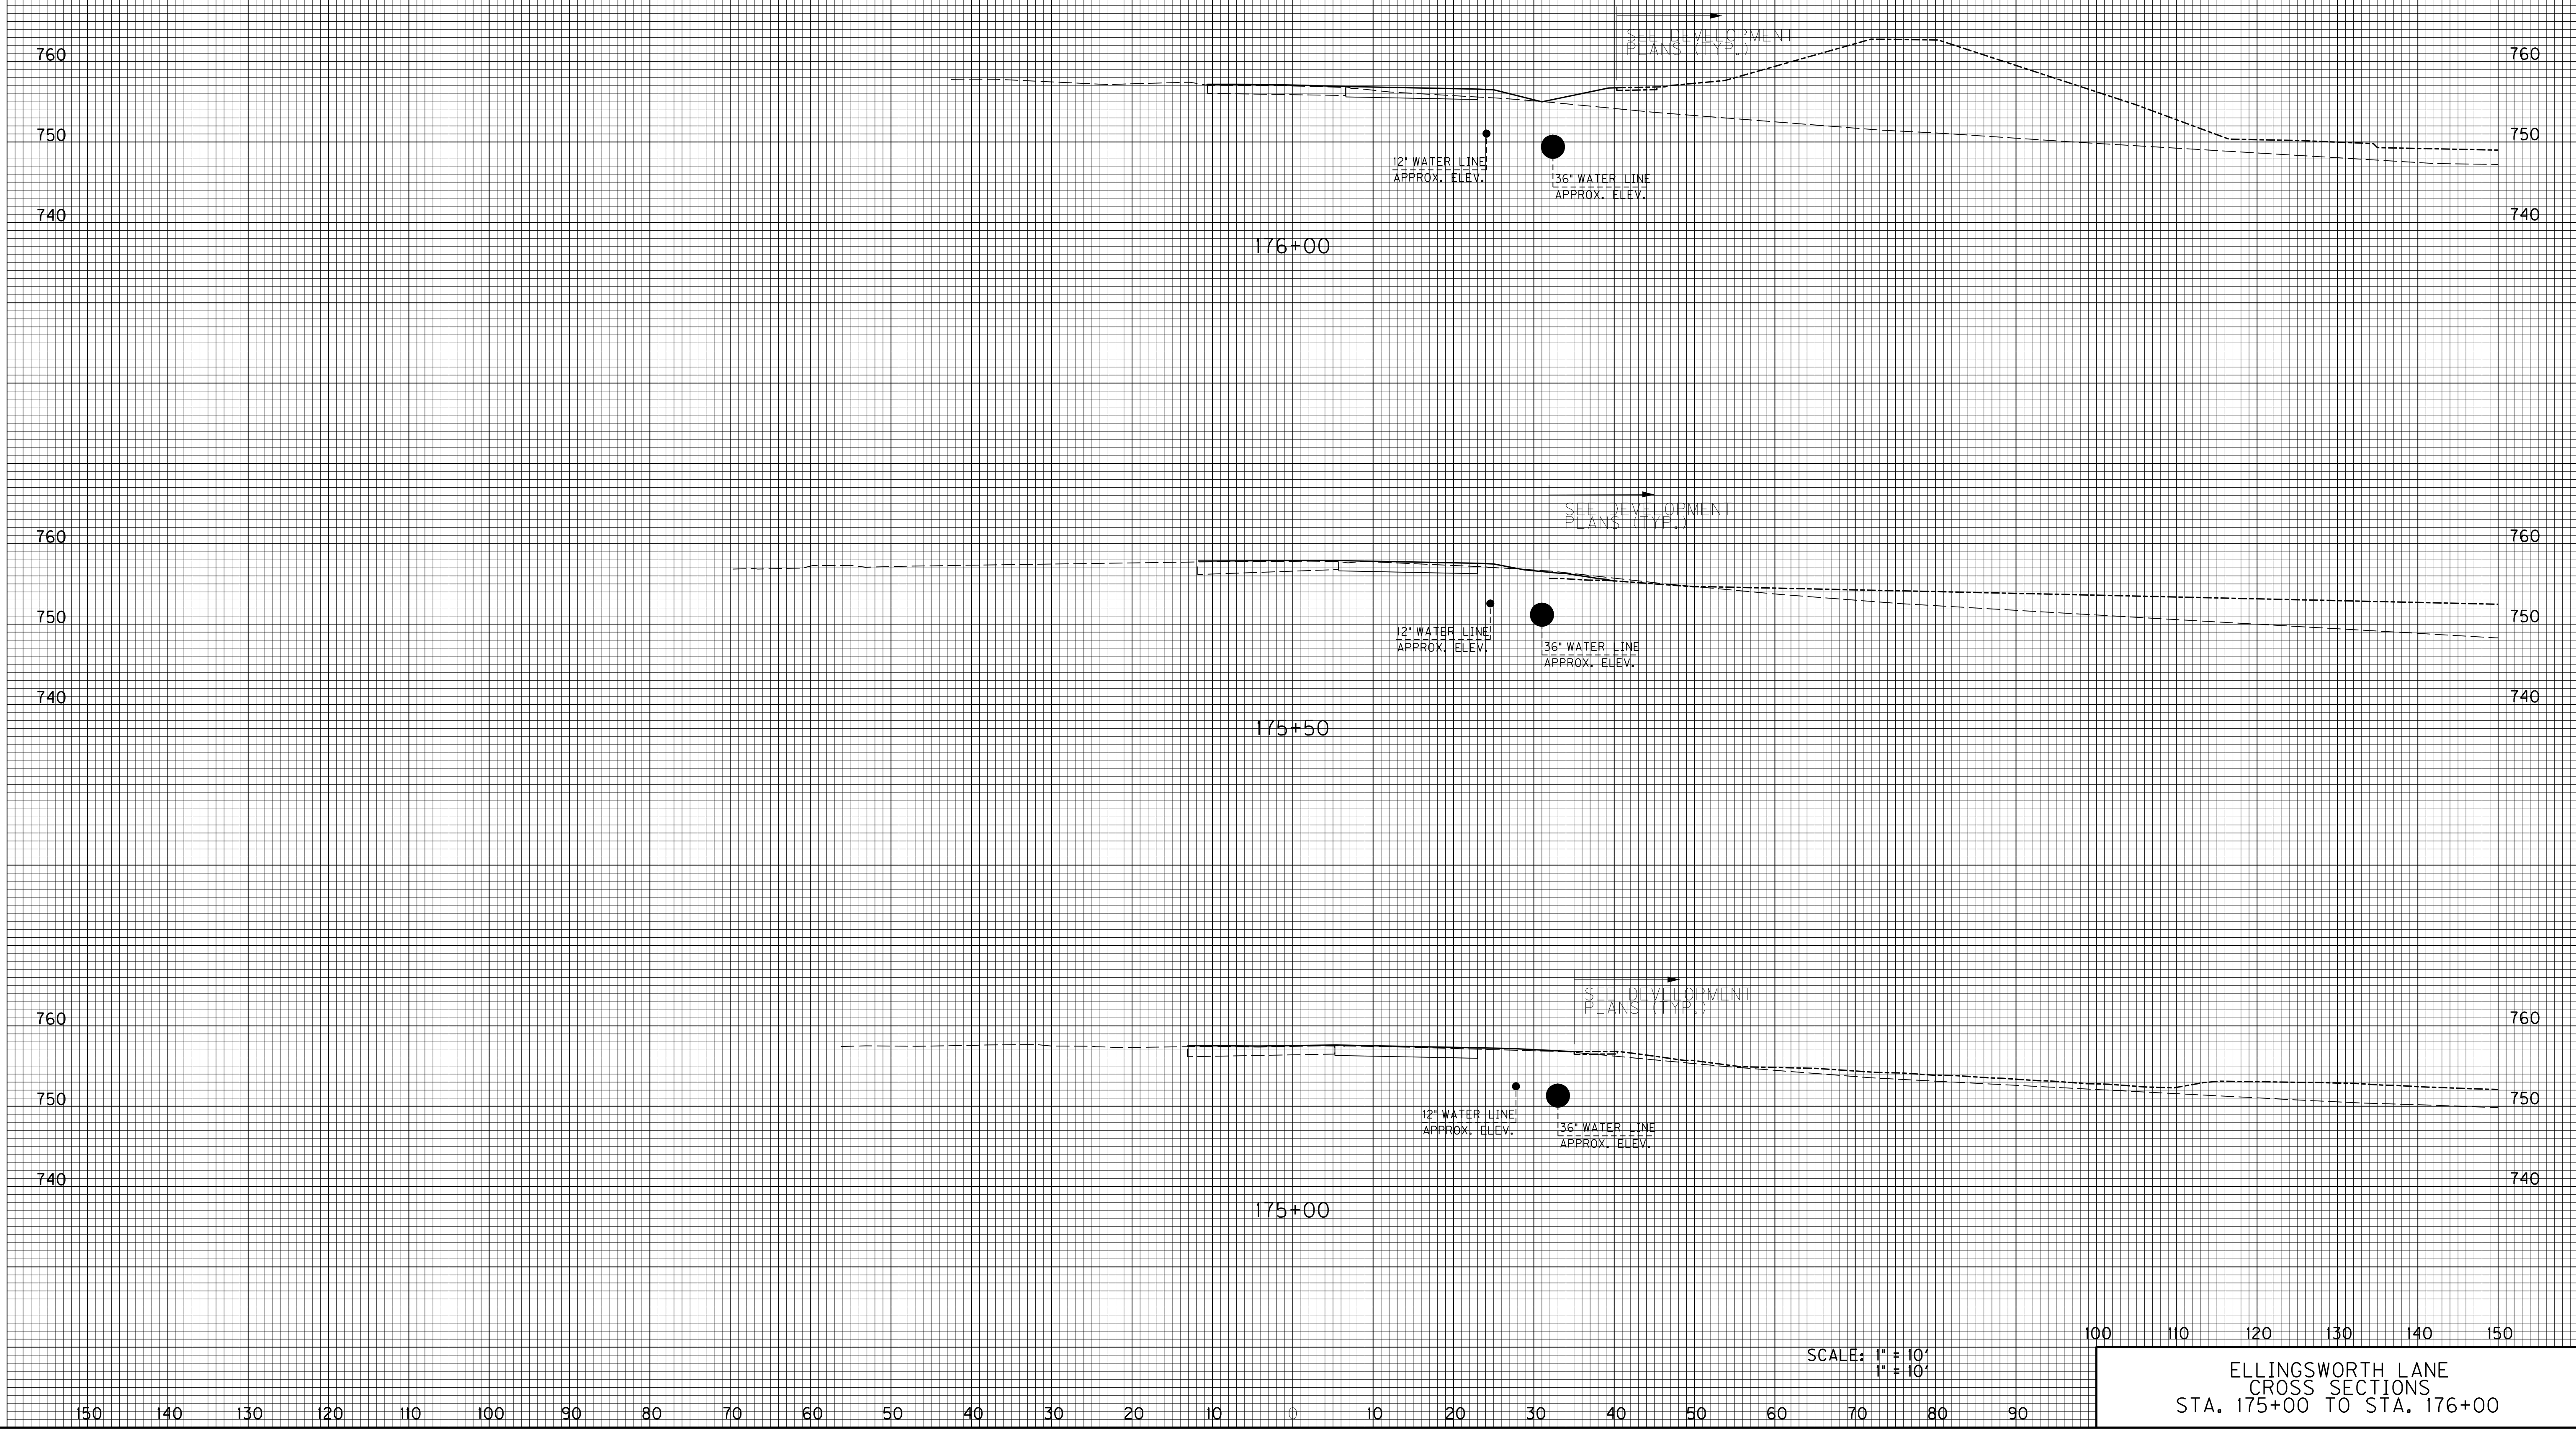 SEE DEVELOPMENT
PLANS (TYP.)
760 760
750 750
12" WATER LINE
APPROX. ELEV.
36" WATER LINE
APPROX. ELEV.
740 740
176+00
SEE DEVELOPMENT
PLANS (TYP.)
760 760
750 750
12" WATER LINE
APPROX. ELEV.
36" WATER LINE
APPROX. ELEV.
740 740
175+50
SEE DEVELOPMENT
PLANS (TYP.)
760 760
750 750
12" WATER LINE
APPROX. ELEV.
36" WATER LINE
APPROX. ELEV.
740 740
175+00
100 110 120 130 140 150
SCALE: 1" = 10'
1" = 10'
ELLINGSWORTH LANE
CROSS SECTIONS
STA. 175+00 TO STA. 176+00
150 140 130 120 110 100 90 80 70 60 50 40 30 20 10 0 10 20 30 40 50 60 70 80 90